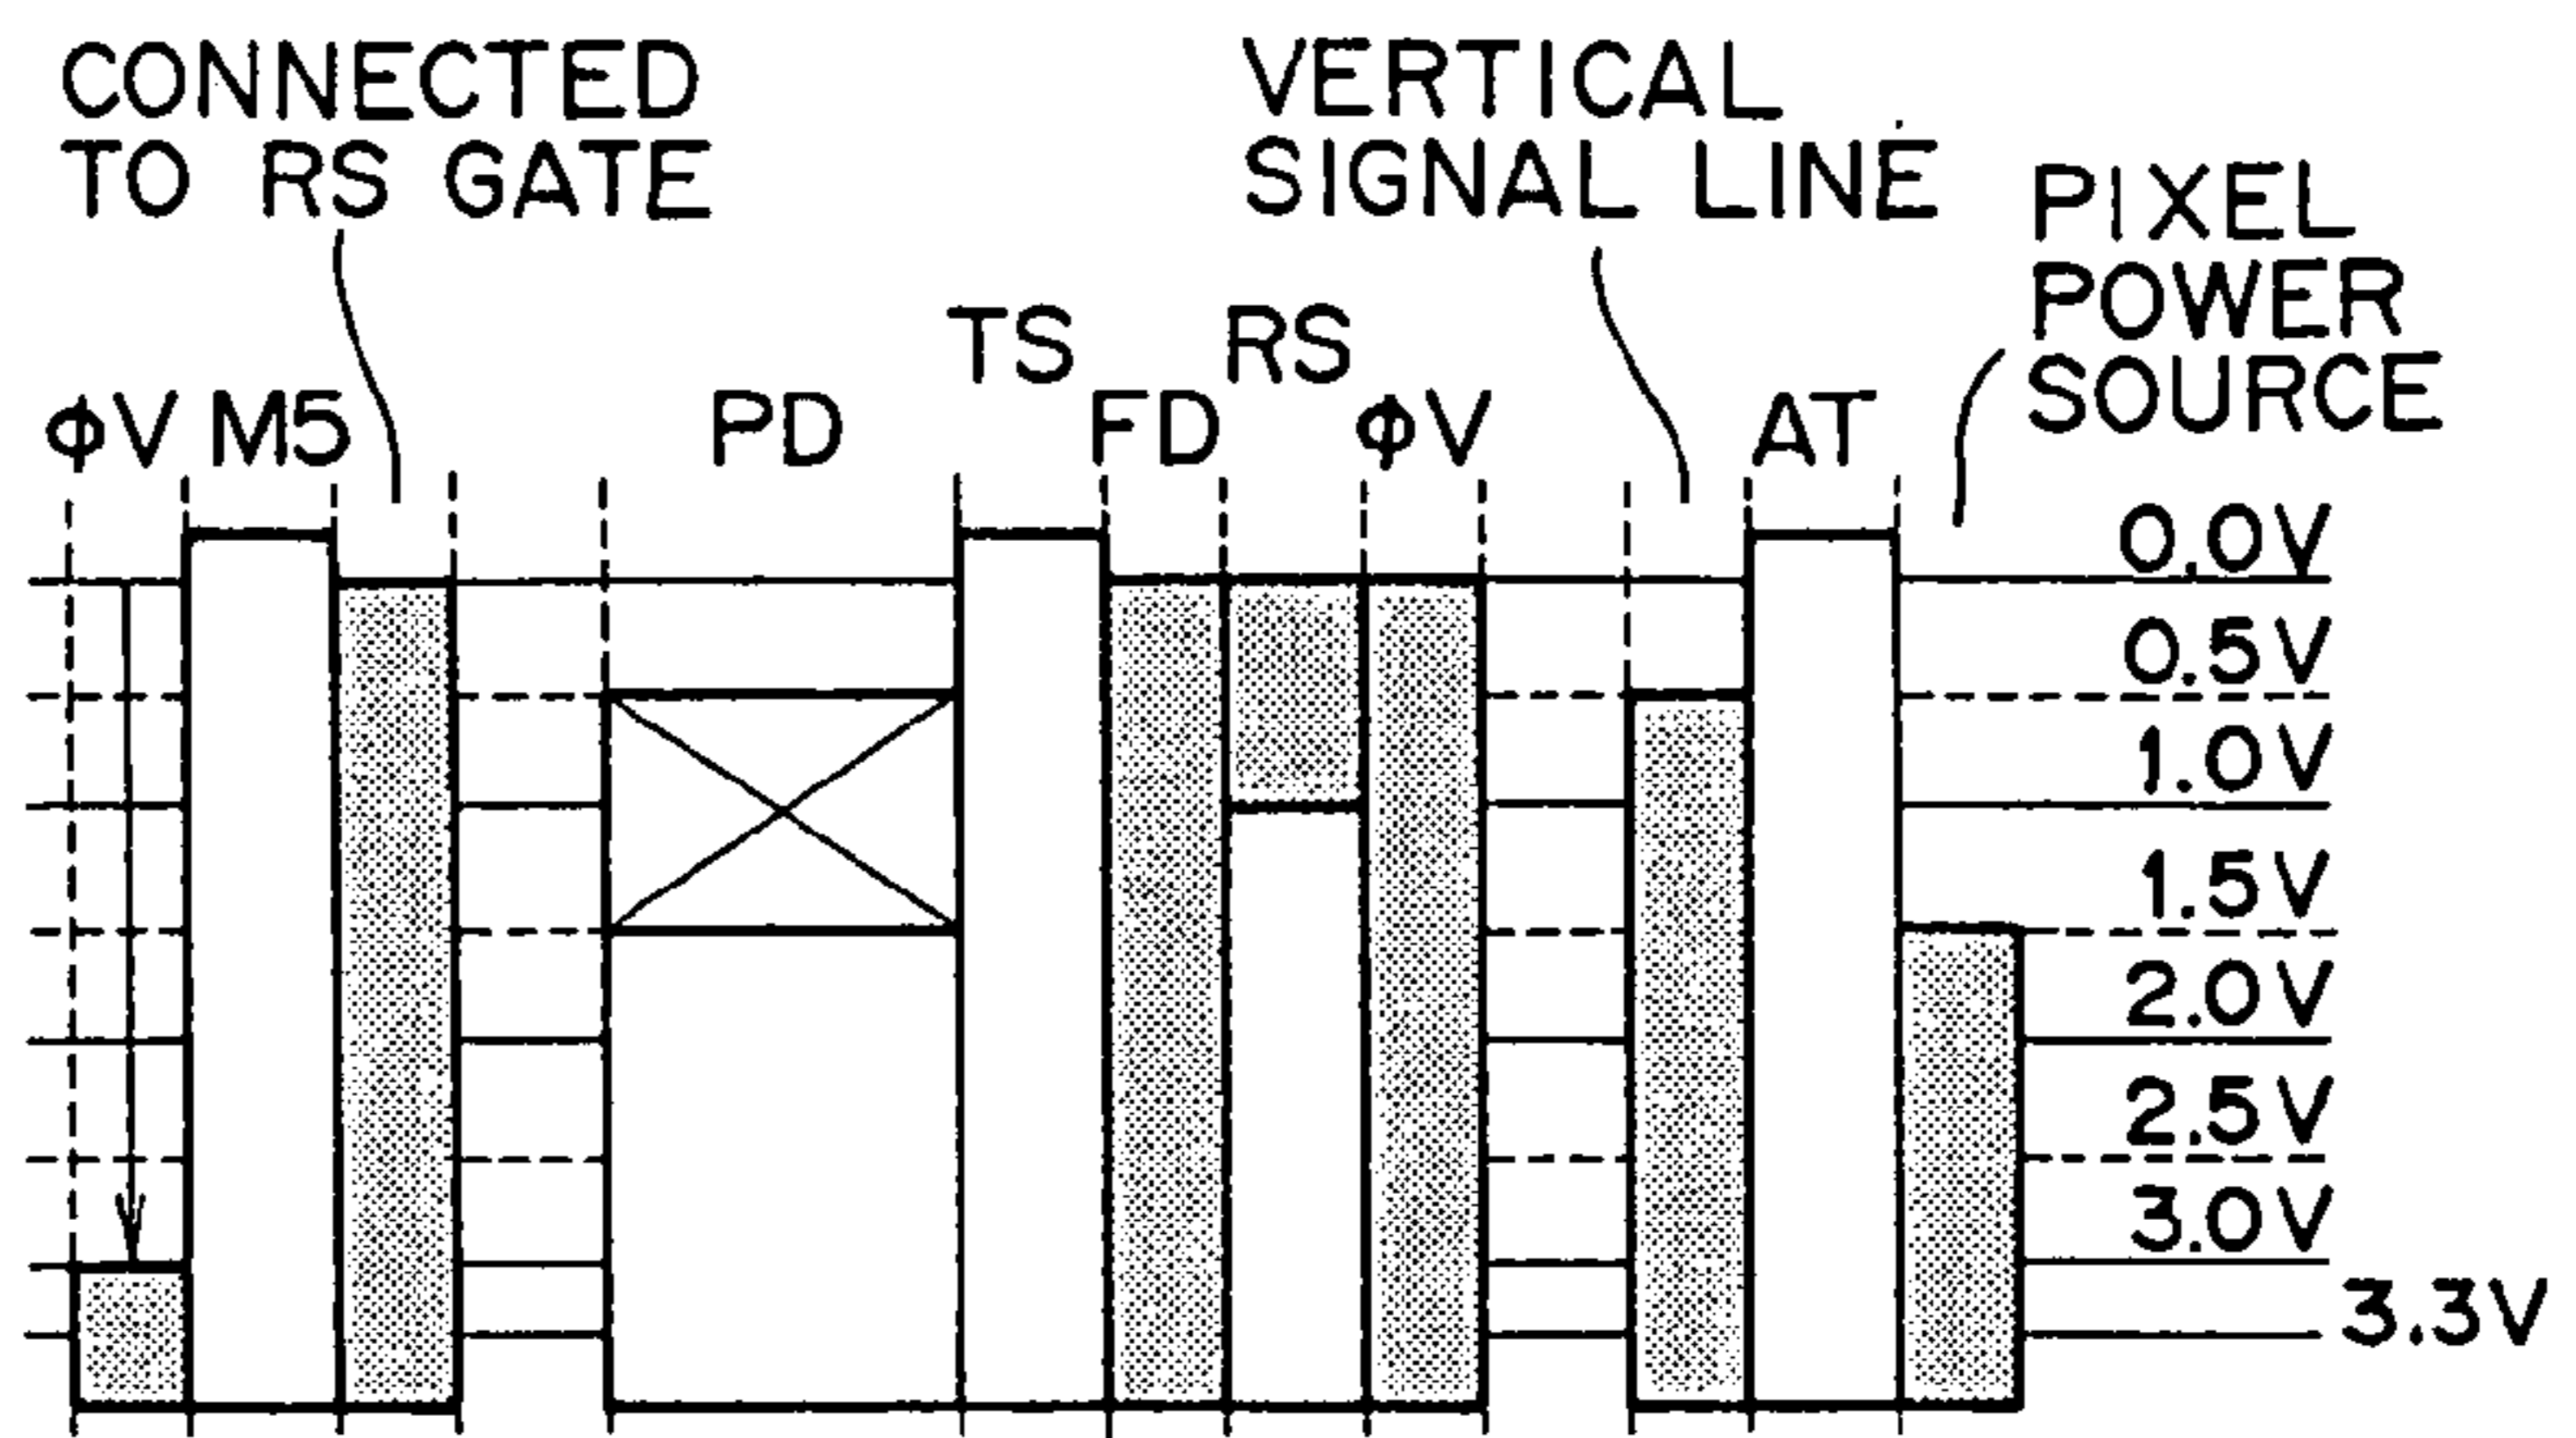 CONNECTED
TO RS GATE
VERTICAL
SIGNAL LINE
PIXEL
POWER
SOURCE
TS RS
ϕV M5 PD FD ϕV AT
0.0V
0.5V
1.0V
1.5V
2.0V
2.5V
3.0V
3.3V